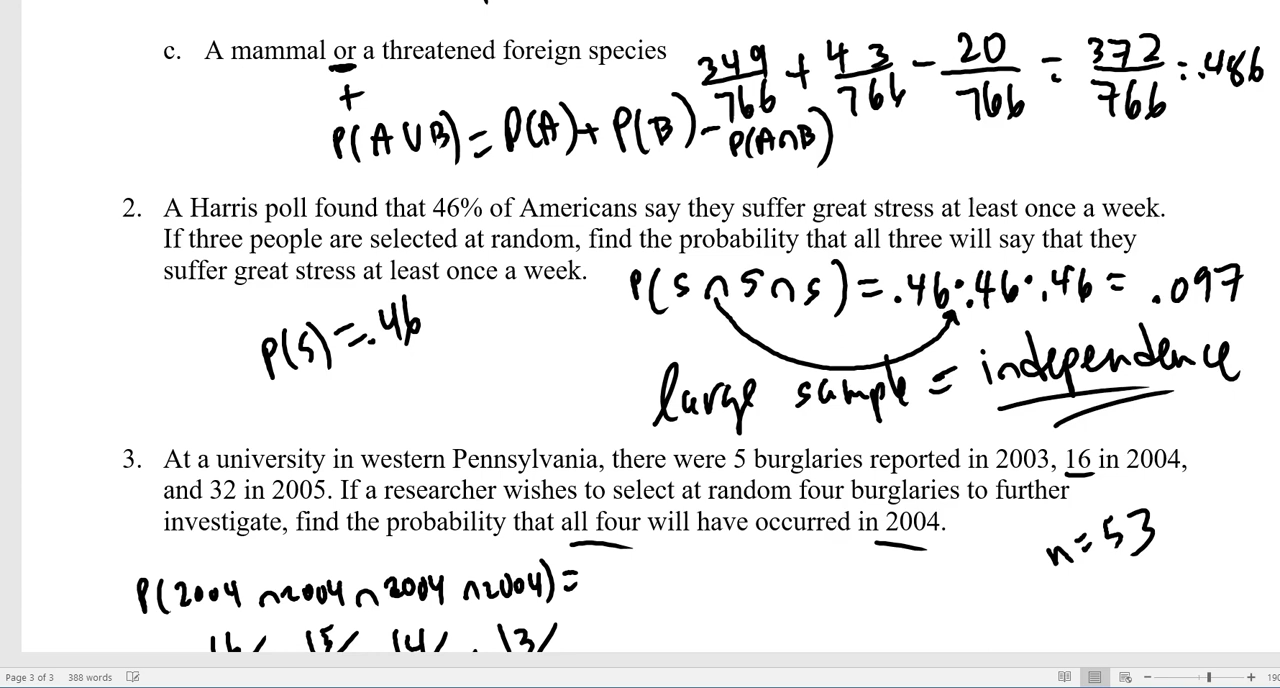 c. A mammal or a threatened foreign species
349/766 + 43/766 - 20/766 = 372/766 = .486
+
P(A∪B) = P(A) + P(B) - P(A∩B)
2. A Harris poll found that 46% of Americans say they suffer great stress at least once a week.
If three people are selected at random, find the probability that all three will say that they
suffer great stress at least once a week.
P(S∩S∩S) = .46·.46·.46 = .097
P(S) = .46
large sample = independence
3. At a university in western Pennsylvania, there were 5 burglaries reported in 2003, 16 in 2004,
and 32 in 2005. If a researcher wishes to select at random four burglaries to further
investigate, find the probability that all four will have occurred in 2004.
n=53
P(2004∩2004∩2004∩2004) =
16/ 15/ 14/ . 13/
Page 3 of 3 388 words
190